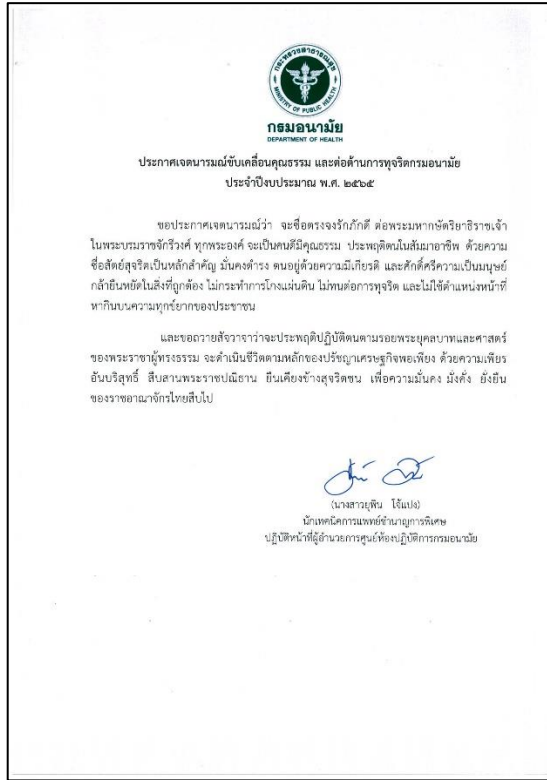 กระทรวงสาธารณสุข
MINISTRY OF PUBLIC HEALTH
กรมอนามัย
DEPARTMENT OF HEALTH
ประกาศเจตนารมณ์ขับเคลื่อนคุณธรรม และต่อต้านการทุจริตกรมอนามัย
ประจำปีงบประมาณ พ.ศ. ๒๕๖๕
ขอประกาศเจตนารมณ์ว่า จะซื่อตรงจงรักภักดี ต่อพระมหากษัตริยาธิราชเจ้า
ในพระบรมราชจักรีวงศ์ ทุกพระองค์ จะเป็นคนดีมีคุณธรรม ประพฤติตนในสัมมาอาชีพ ด้วยความ
ซื่อสัตย์สุจริตเป็นหลักสำคัญ มั่นคงดำรง ตนอยู่ด้วยความมีเกียรติ และศักดิ์ศรีความเป็นมนุษย์
กล้ายืนหยัดในสิ่งที่ถูกต้อง ไม่กระทำการโกงแผ่นดิน ไม่ทนต่อการทุจริต และไม่ใช้ตำแหน่งหน้าที่
หากินบนความทุกข์ยากของประชาชน
และขอถวายสัจวาจาว่าจะประพฤติปฏิบัติตนตามรอยพระยุคลบาทและศาสตร์
ของพระราชาผู้ทรงธรรม จะดำเนินชีวิตตามหลักของปรัชญาเศรษฐกิจพอเพียง ด้วยความเพียร
อันบริสุทธิ์ สืบสานพระราชปณิธาน ยืนเคียงข้างสุจริตชน เพื่อความมั่นคง มั่งคั่ง ยั่งยืน
ของราชอาณาจักรไทยสืบไป
(นางสาวยุพิน โจ้แปง)
นักเทคนิคการแพทย์ชำนาญการพิเศษ
ปฏิบัติหน้าที่ผู้อำนวยการศูนย์ห้องปฏิบัติการกรมอนามัย